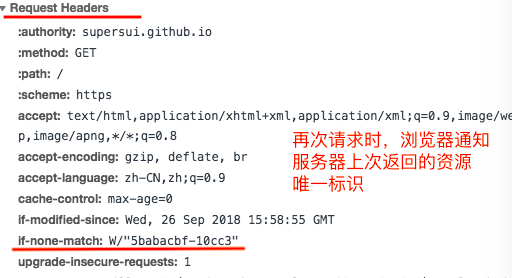 Request Headers
:authority: supersui.github.io
:method: GET
:path: /
:scheme: https
accept: text/html,application/xhtml+xml,application/xml;q=0.9,image/we
p,image/apng,*/*;q=0.8
accept-encoding: gzip, deflate, br
accept-language: zh-CN,zh;q=0.9
cache-control: max-age=0
if-modified-since: Wed, 26 Sep 2018 15:58:55 GMT
if-none-match: W/"5babacbf-10cc3"
upgrade-insecure-requests: 1
再次请求时，浏览器通知
服务器上次返回的资源
唯一标识